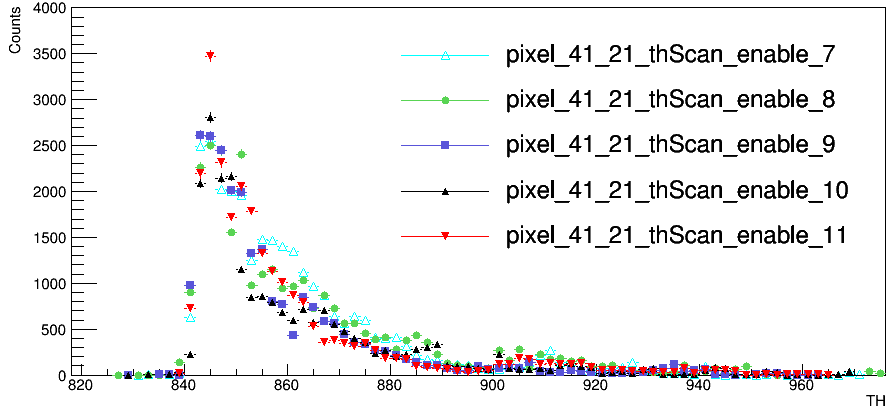 Counts
4000
3500
3000
2500
2000
1500
1000
500
0
pixel_41_21_thScan_enable_7
pixel_41_21_thScan_enable_8
pixel_41_21_thScan_enable_9
pixel_41_21_thScan_enable_10
pixel_41_21_thScan_enable_11
820 840 860 880 900 920 940 960
TH